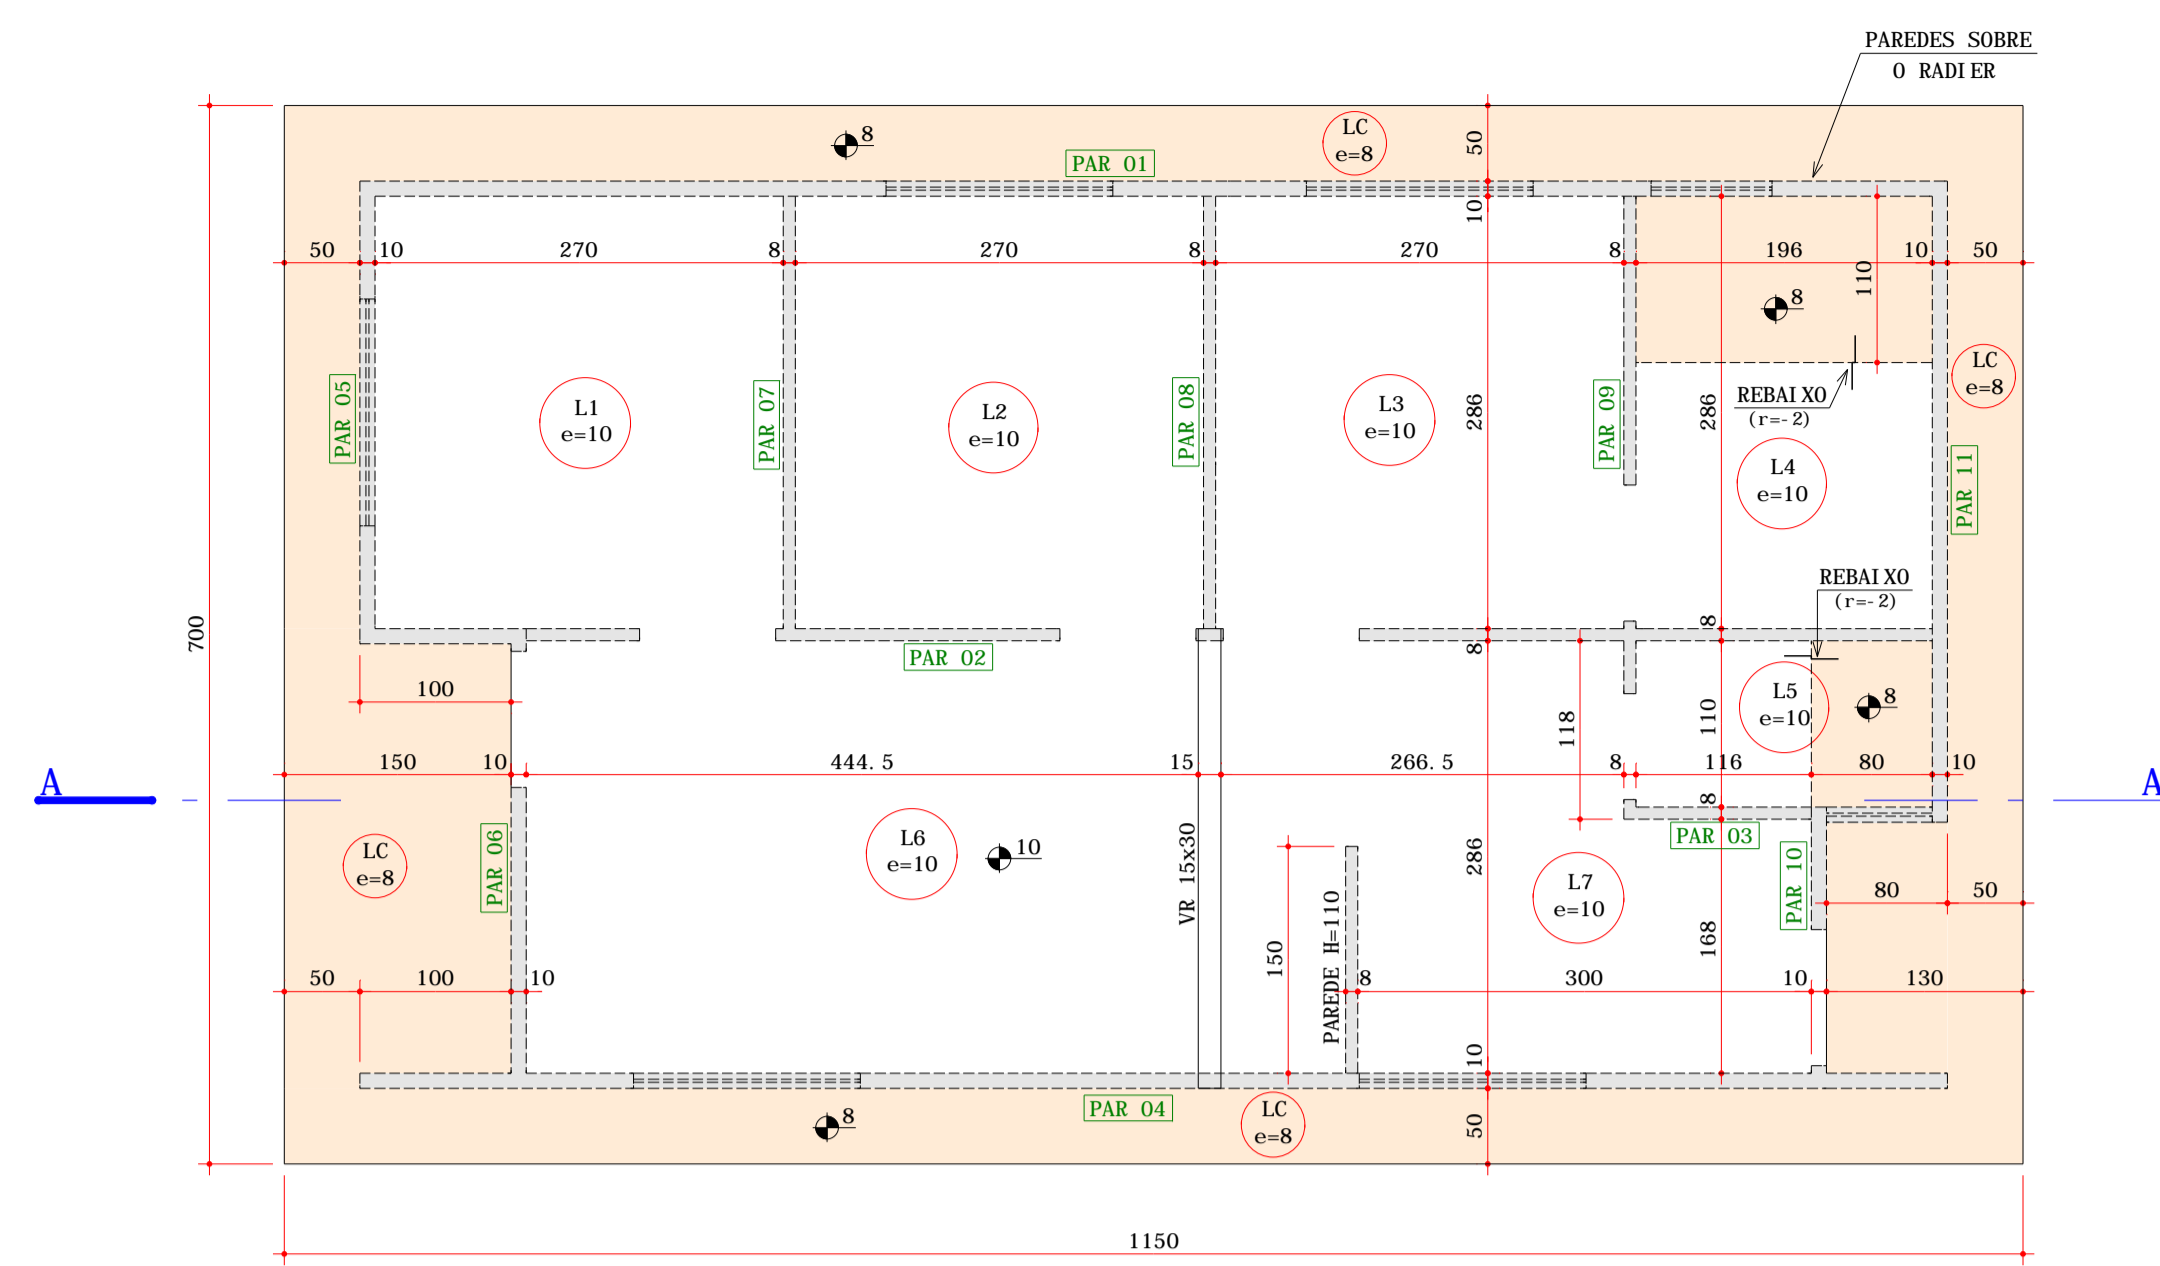 PAREDES SOBRE
O RADIER
8
LC
e=8
50
PAR 01
10
50
10
270
8
270
8
270
8
196
10
50
110
8
PAR 05
L1
e=10
PAR 07
L2
e=10
PAR 08
L3
e=10
286
PAR 09
286
REBAIXO
(r=-2)
LC
e=8
L4
e=10
PAR 11
REBAIXO
(r=-2)
700
8
8
PAR 02
100
118
110
L5
e=10
8
150
10
444.5
15
266.5
8
116
80
10
A
A
8
PAR 03
LC
e=8
PAR 06
L6
e=10
10
VR 15x30
286
L7
e=10
PAR 10
80
50
PAREDE H=110
150
168
50
100
10
8
300
10
130
10
PAR 04
8
LC
e=8
50
1150